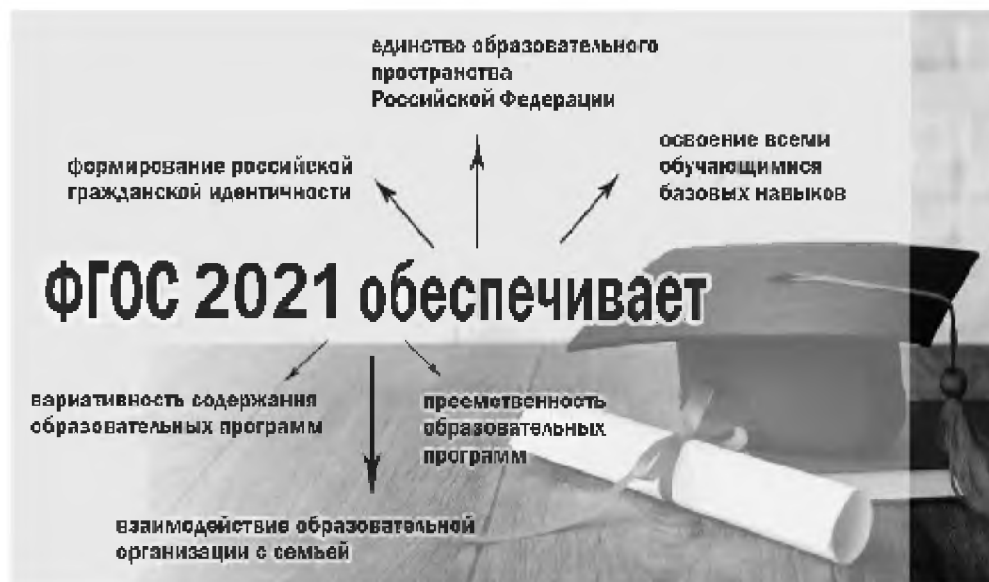 единство образовательного
пространства
Российской Федерации
формирование российской
гражданской идентичности
освоение всеми
обучающимися
базовых навыков
ФГОС 2021 обеспечивает
вариативность содержания
образовательных программ
преемственность
образовательных
программ
взаимодействие образовательной
организации с семьей